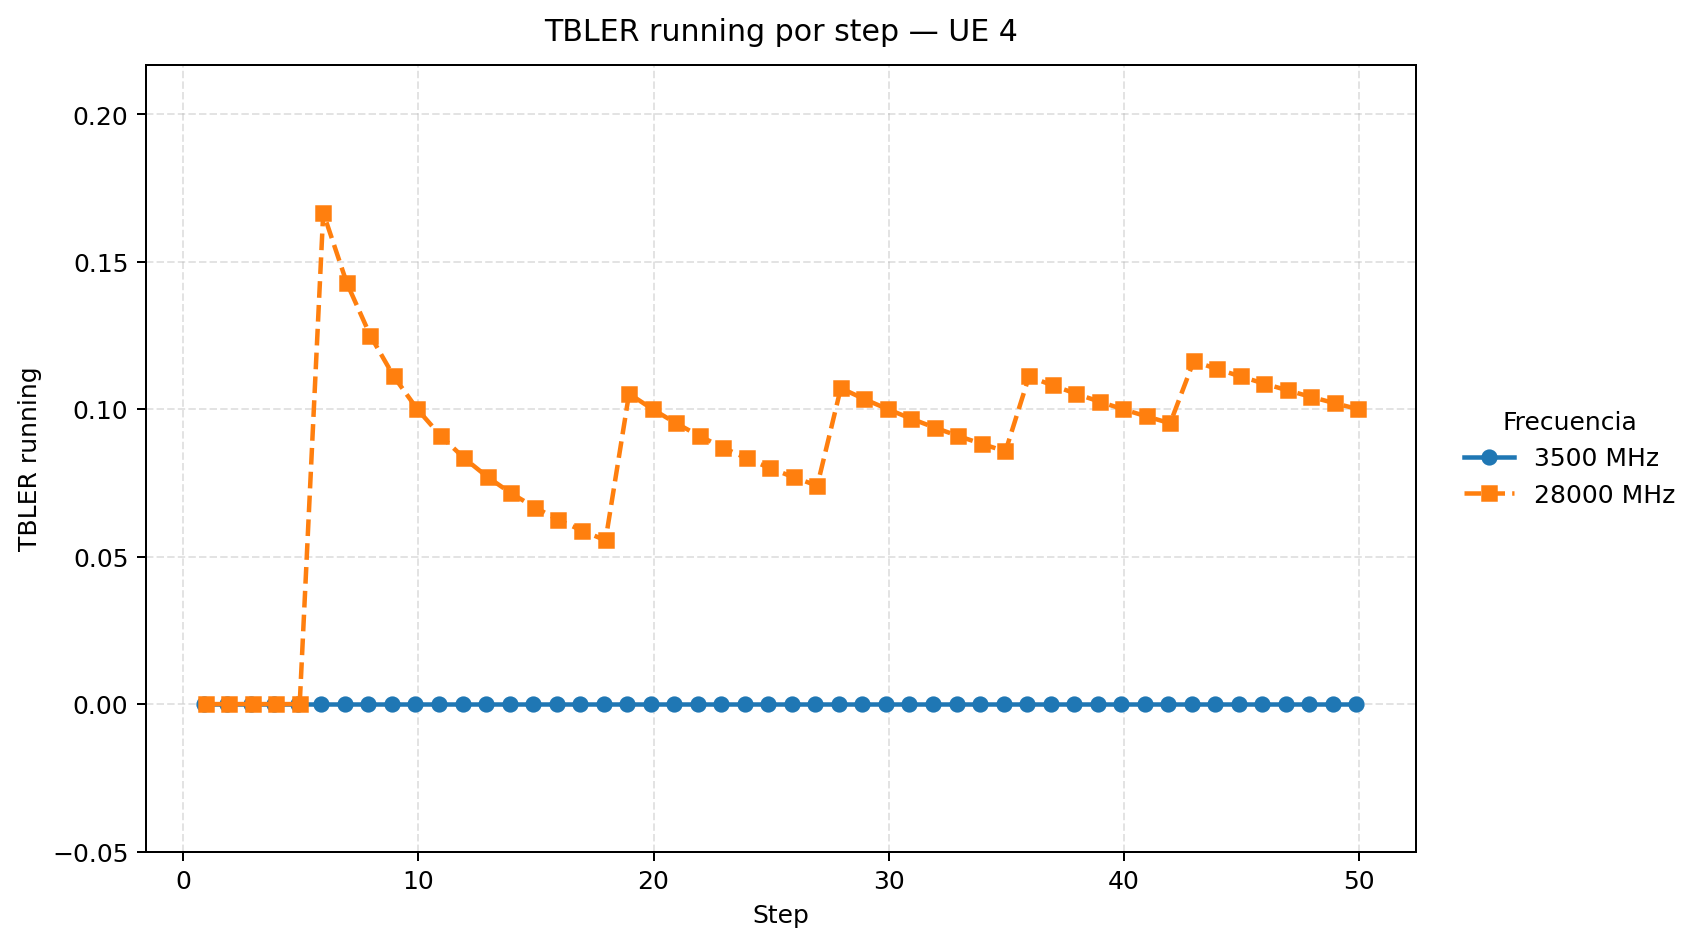 TBLER running por step — UE 4
TBLER running
0.20
0.15
0.10
0.05
0.00
−0.05
0 10 20 30 40 50
Step
Frecuencia
3500 MHz
28000 MHz